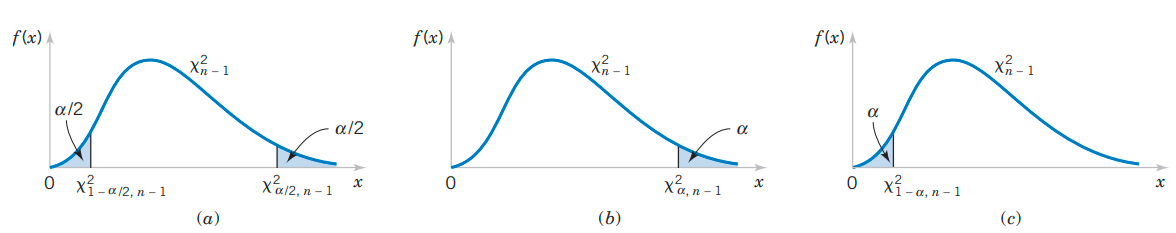 f(x)
χ²ₙ₋₁
α/2
α/2
0
χ²₁₋α/2, n − 1
χ²α/2, n − 1
x
(a)
f(x)
χ²ₙ₋₁
α
0
χ²α, n − 1
x
(b)
f(x)
χ²ₙ₋₁
α
0
χ²₁₋α, n − 1
x
(c)